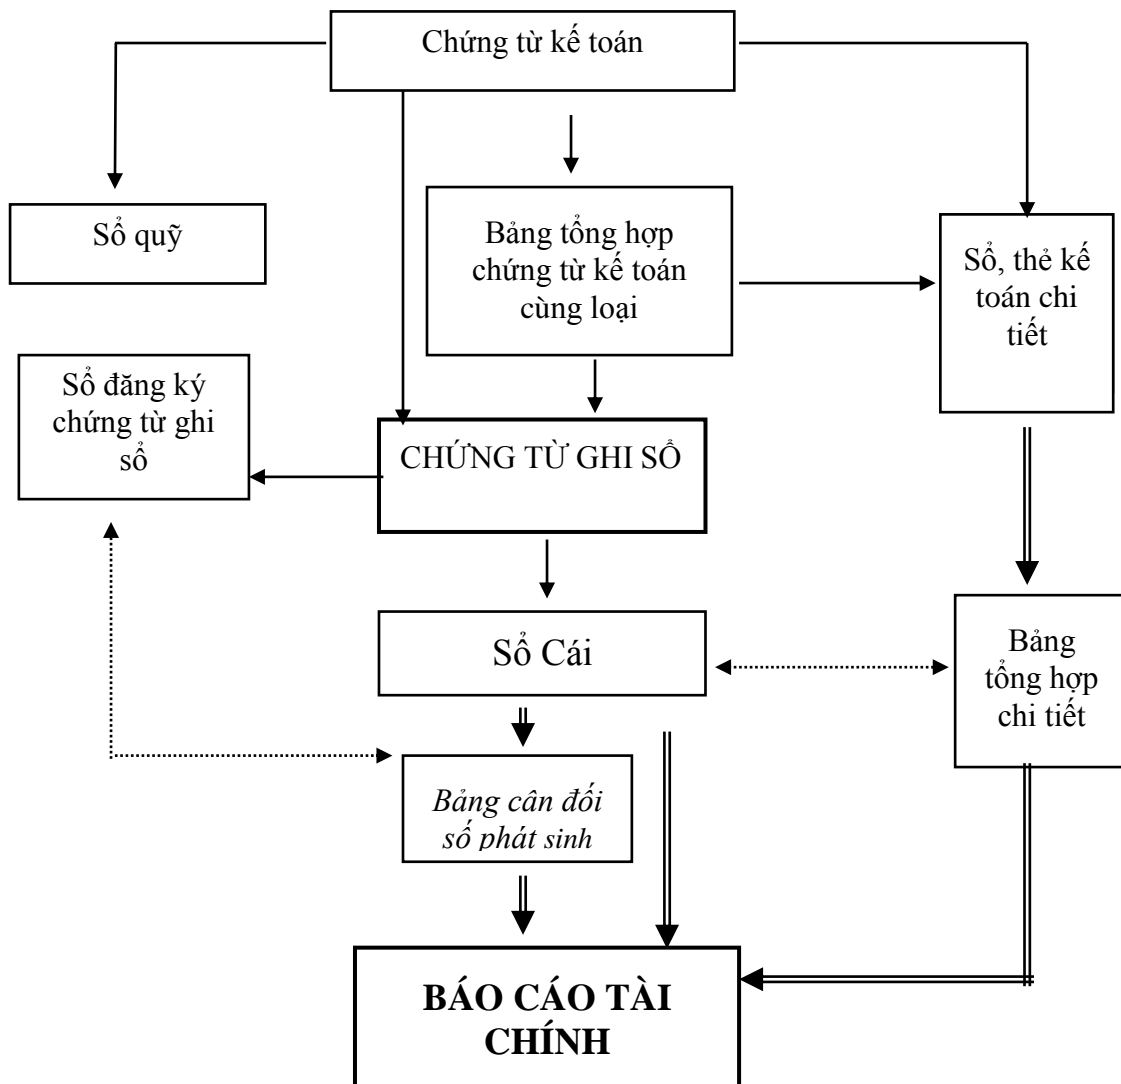 Chứng từ kế toán
Sổ quỹ
Bảng tổng hợp
chứng từ kế toán
cùng loại
Sổ, thẻ kế
toán chi
tiết
Sổ đăng ký
chứng từ ghi
sổ
CHỨNG TỪ GHI SỔ
Sổ Cái
Bảng
tổng hợp
chi tiết
Bảng cân đối
số phát sinh
BÁO CÁO TÀI
CHÍNH